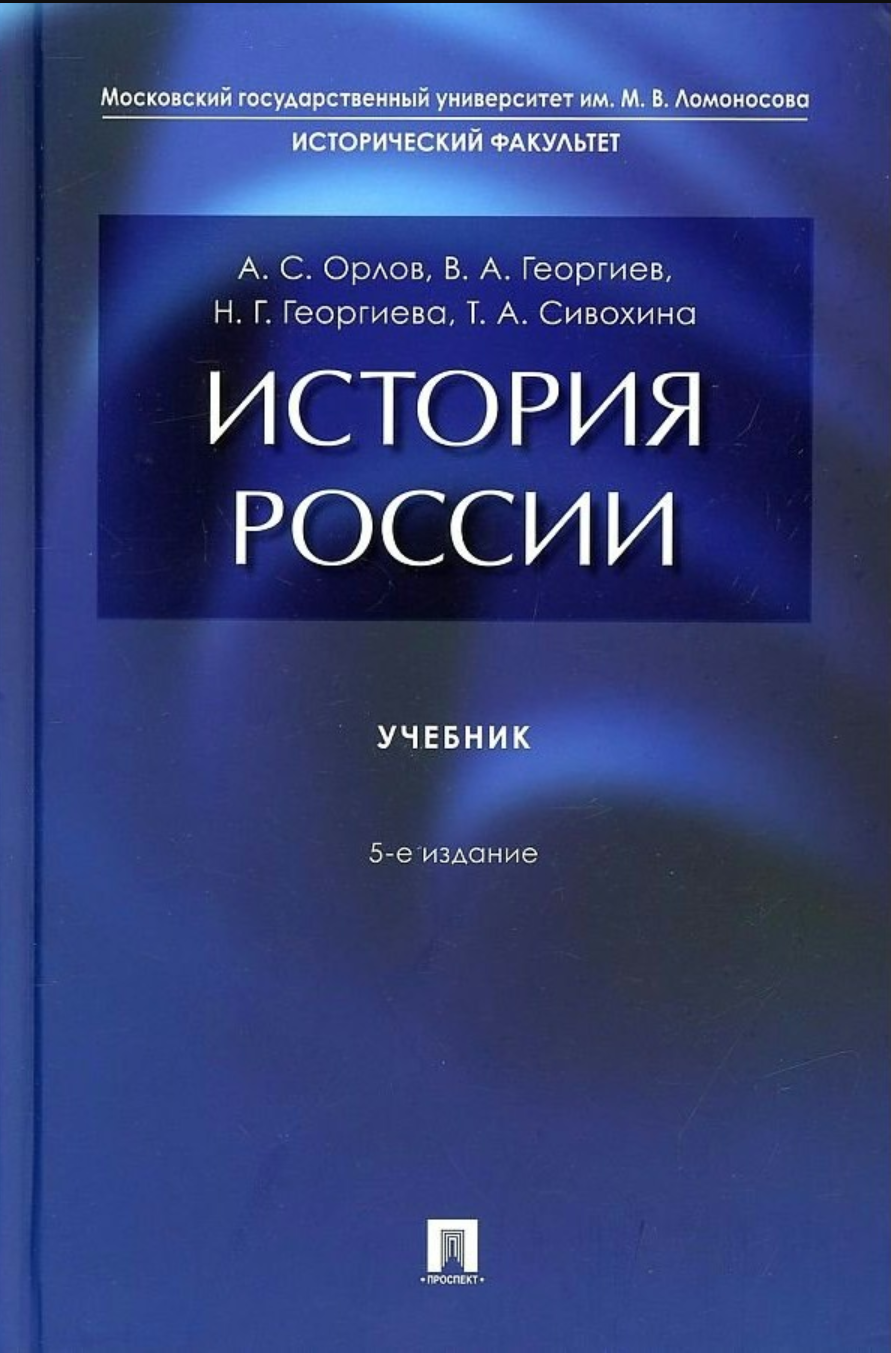 Московский государственный университет им. М. В. Ломоносова
ИСТОРИЧЕСКИЙ ФАКУЛЬТЕТ
А. С. Орлов, В. А. Георгиев,
Н. Г. Георгиева, Т. А. Сивохина
ИСТОРИЯ
РОССИИ
УЧЕБНИК
5-е издание
• ПРОСПЕКТ •